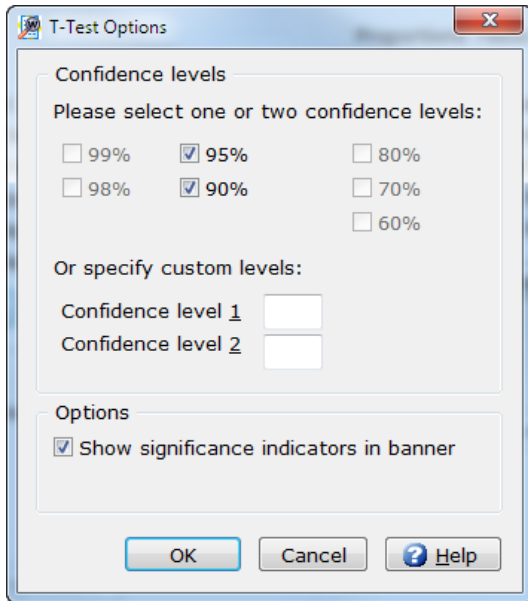 T-Test Options
Confidence levels
Please select one or two confidence levels:
99% 95% 80%
98% 90% 70%
60%
Or specify custom levels:
Confidence level 1
Confidence level 2
Options
Show significance indicators in banner
OK Cancel Help